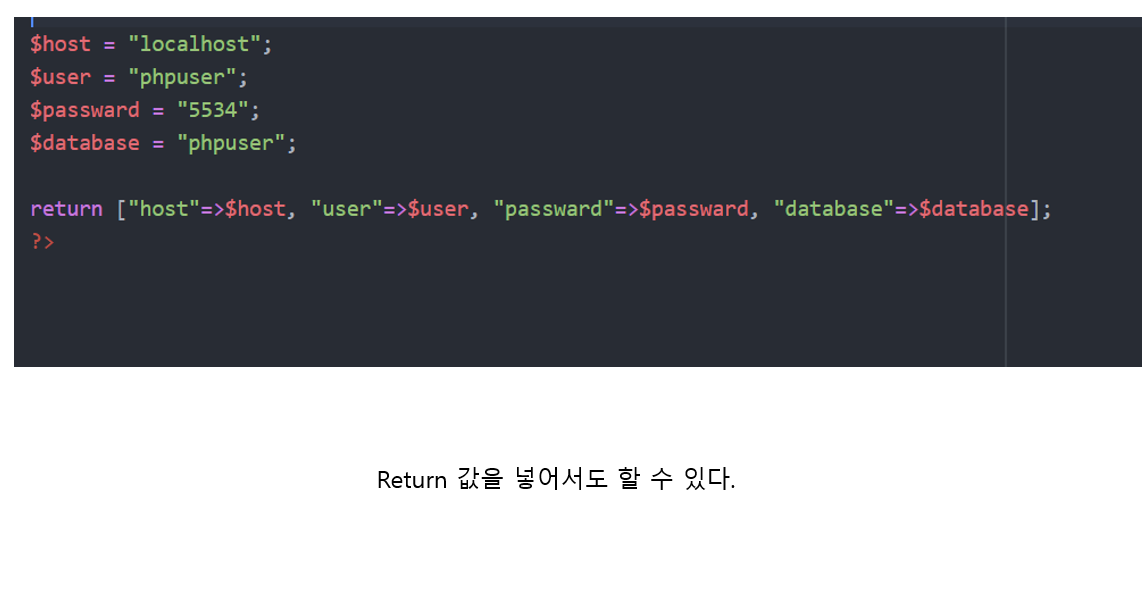 $host = "localhost";
$user = "phpuser";
$passward = "5534";
$database = "phpuser";
return ["host"=>$host, "user"=>$user, "passward"=>$passward, "database"=>$database];
?>
Return 값을 넣어서도 할 수 있다.